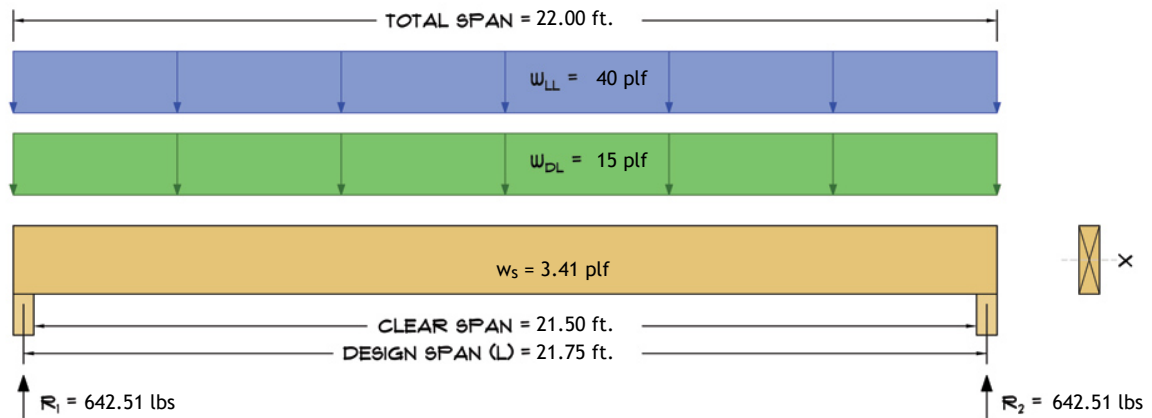 TOTAL SPAN = 22.00 ft.
WLL = 40 plf
WDL = 15 plf
ws = 3.41 plf
X
CLEAR SPAN = 21.50 ft.
DESIGN SPAN (L) = 21.75 ft.
R1 = 642.51 lbs
R2 = 642.51 lbs